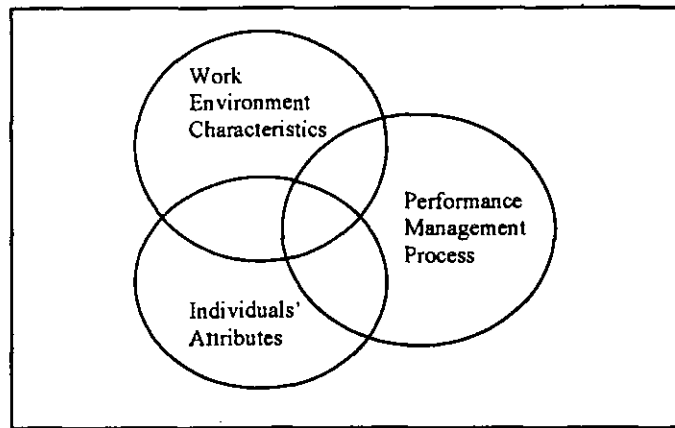 Work
Environment
Characteristics
Performance
Management
Process
Individuals'
Attributes